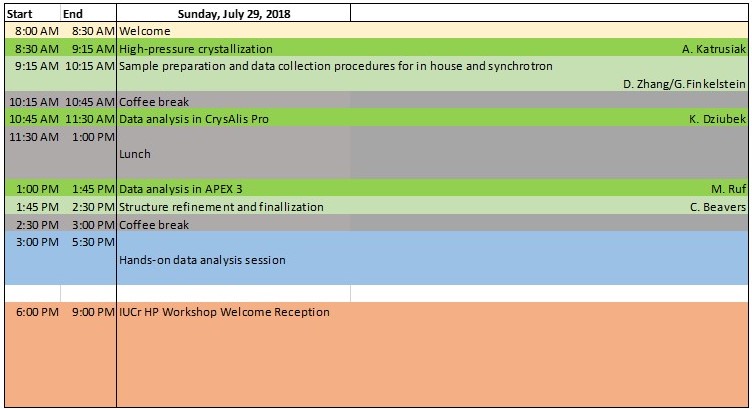 Start End Sunday, July 29, 2018
8:00 AM 8:30 AM Welcome
8:30 AM 9:15 AM High-pressure crystallization A. Katrusiak
9:15 AM 10:15 AM Sample preparation and data collection procedures for in house and synchrotron
D. Zhang/G.Finkelstein
10:15 AM 10:45 AM Coffee break
10:45 AM 11:30 AM Data analysis in CrysAlis Pro K. Dziubek
11:30 AM 1:00 PM
Lunch
1:00 PM 1:45 PM Data analysis in APEX 3 M. Ruf
1:45 PM 2:30 PM Structure refinement and finallization C. Beavers
2:30 PM 3:00 PM Coffee break
3:00 PM 5:30 PM
Hands-on data analysis session
6:00 PM 9:00 PM IUCr HP Workshop Welcome Reception